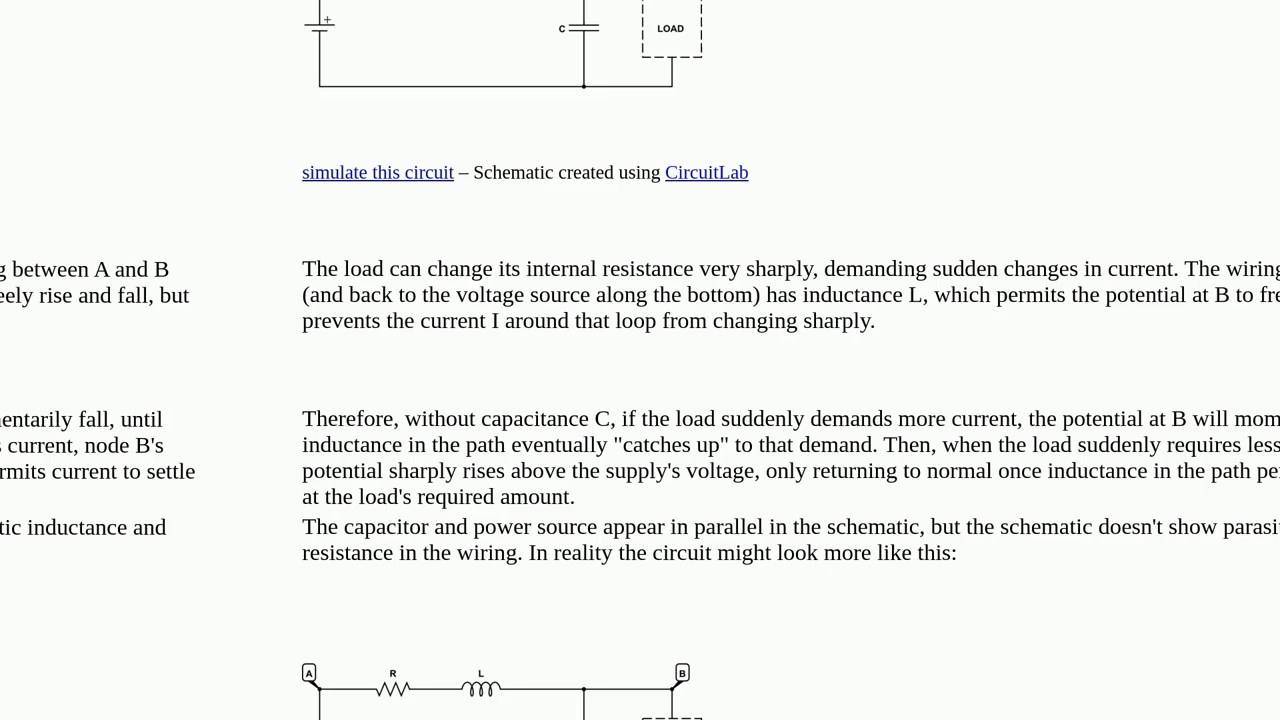 +
C
LOAD
simulate this circuit – Schematic created using CircuitLab
g between A and B
eely rise and fall, but
The load can change its internal resistance very sharply, demanding sudden changes in current. The wiring
(and back to the voltage source along the bottom) has inductance L, which permits the potential at B to fre
prevents the current I around that loop from changing sharply.
entarily fall, until
s current, node B's
rmits current to settle
Therefore, without capacitance C, if the load suddenly demands more current, the potential at B will mom
inductance in the path eventually "catches up" to that demand. Then, when the load suddenly requires less
potential sharply rises above the supply's voltage, only returning to normal once inductance in the path pe
at the load's required amount.
tic inductance and
The capacitor and power source appear in parallel in the schematic, but the schematic doesn't show parasi
resistance in the wiring. In reality the circuit might look more like this:
A
R
L
B